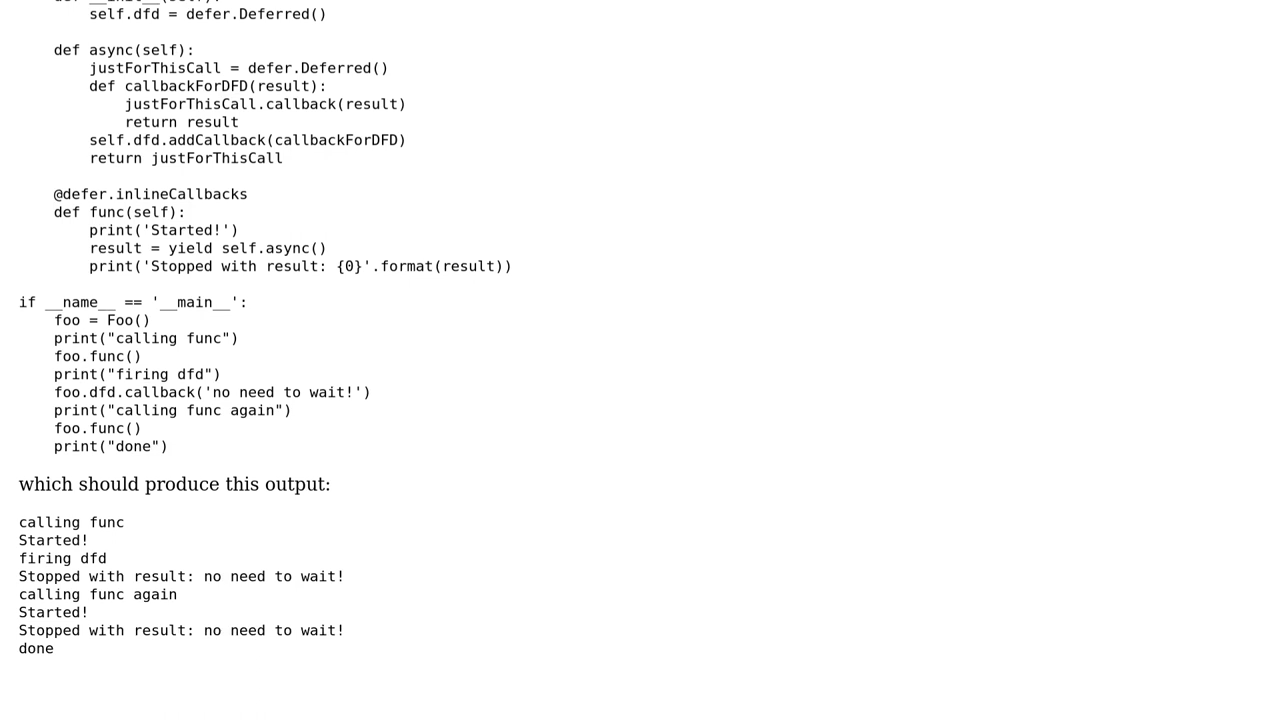 def __init__(self):
        self.dfd = defer.Deferred()

    def async(self):
        justForThisCall = defer.Deferred()
        def callbackForDFD(result):
            justForThisCall.callback(result)
            return result
        self.dfd.addCallback(callbackForDFD)
        return justForThisCall

    @defer.inlineCallbacks
    def func(self):
        print('Started!')
        result = yield self.async()
        print('Stopped with result: {0}'.format(result))

if __name__ == '__main__':
    foo = Foo()
    print("calling func")
    foo.func()
    print("firing dfd")
    foo.dfd.callback('no need to wait!')
    print("calling func again")
    foo.func()
    print("done")

which should produce this output:

calling func
Started!
firing dfd
Stopped with result: no need to wait!
calling func again
Started!
Stopped with result: no need to wait!
done